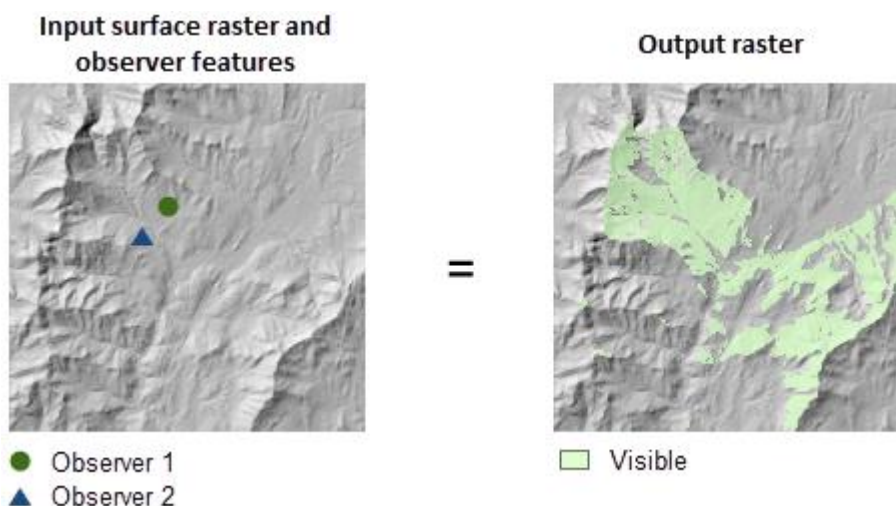 Input surface raster and
observer features
Output raster
=
Observer 1
Observer 2
Visible